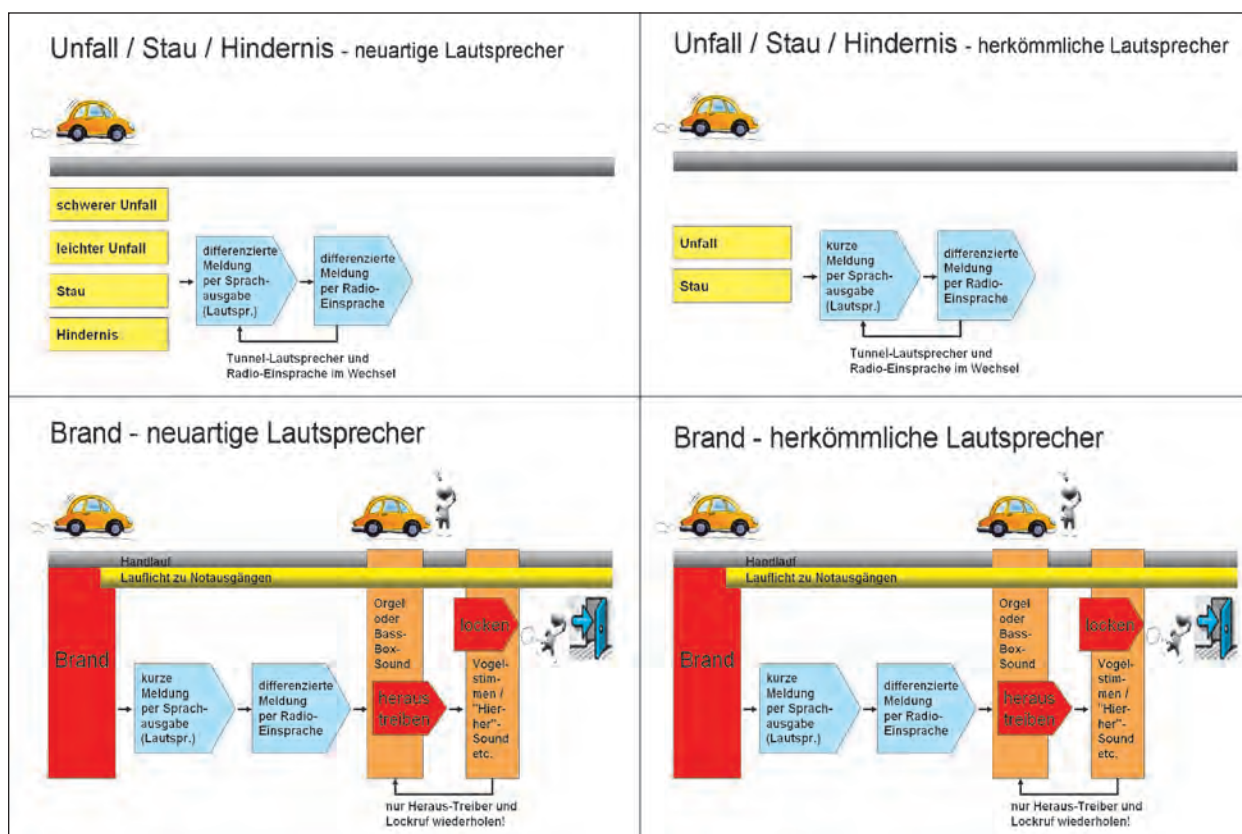 Unfall / Stau / Hindernis - neuartige Lautsprecher
schwerer Unfall
leichter Unfall
Stau
Hindernis
differenzierte
Meldung
per Sprach-
ausgabe
(Lautspr.)
differenzierte
Meldung
per Radio-
Einsprache
Tunnel-Lautsprecher und
Radio-Einsprache im Wechsel
Unfall / Stau / Hindernis - herkömmliche Lautsprecher
Unfall
Stau
kurze
Meldung
per Sprach-
ausgabe
(Lautspr.)
differenzierte
Meldung
per Radio-
Einsprache
Tunnel-Lautsprecher und
Radio-Einsprache im Wechsel
Brand - neuartige Lautsprecher
Handlauf
Lauflicht zu Notausgängen
Brand
kurze
Meldung
per Sprach-
ausgabe
(Lautspr.)
differenzierte
Meldung
per Radio-
Einsprache
Orgel
oder
Bass-
Box-
Sound
heraus
treiben
locken
Vogel-
stim-
men /
"Hier-
her"-
Sound
etc.
nur Heraus-Treiber und
Lockruf wiederholen!
Brand - herkömmliche Lautsprecher
Handlauf
Lauflicht zu Notausgängen
Brand
kurze
Meldung
per Sprach-
ausgabe
(Lautspr.)
differenzierte
Meldung
per Radio-
Einsprache
Orgel
oder
Bass-
Box-
Sound
heraus
treiben
locken
Vogel-
stim-
men /
"Hier-
her"-
Sound
etc.
nur Heraus-Treiber und
Lockruf wiederholen!